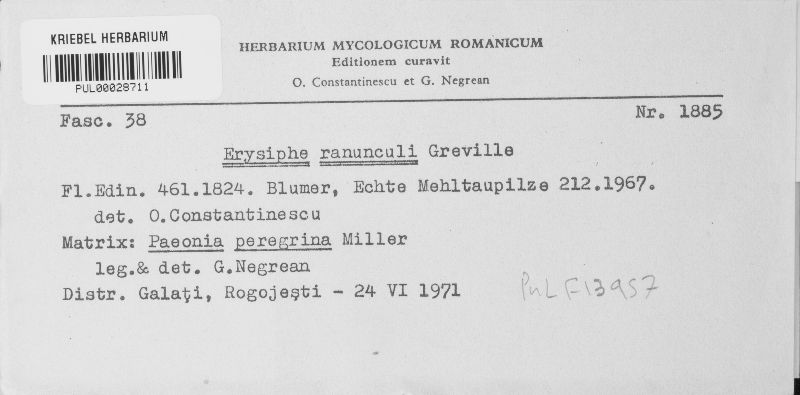 KRIEBEL HERBARIUM
PUL00028711
HERBARIUM MYCOLOGICUM ROMANICUM
Editionem curavit
O. Constantinescu et G. Negrean
Fasc. 38
Nr. 1885
Erysiphe ranunculi Greville
Fl.Edin. 461.1824. Blumer, Echte Mehltaupilze 212.1967.
det. O.Constantinescu
Matrix: Paeonia peregrina Miller
leg.& det. G.Negrean
Distr. Galaţi, Rogojeşti - 24 VI 1971
PuL F13957